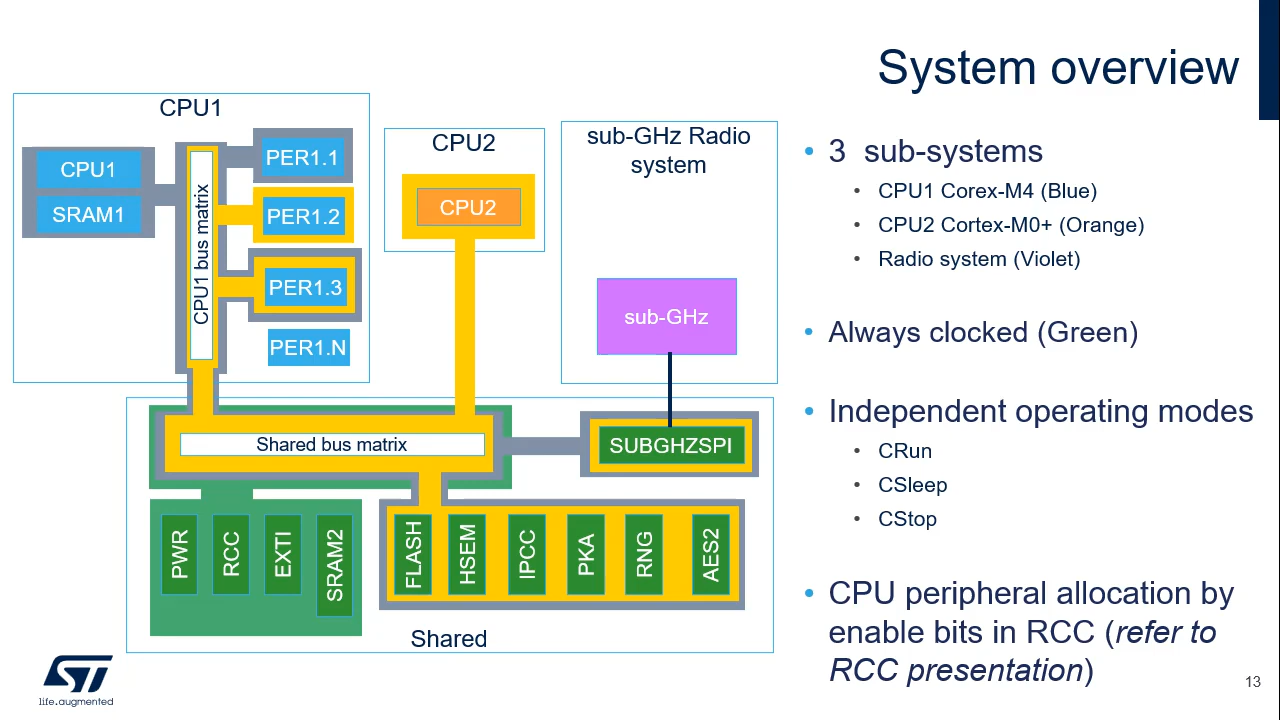 System overview
CPU1
CPU1
SRAM1
CPU1 bus matrix
PER1.1
PER1.2
PER1.3
PER1.N
CPU2
CPU2
sub-GHz Radio
system
sub-GHz
Shared bus matrix
SUBGHZSPI
PWR
RCC
EXTI
SRAM2
FLASH
HSEM
IPCC
PKA
RNG
AES2
Shared
• 3 sub-systems
• CPU1 Corex-M4 (Blue)
• CPU2 Cortex-M0+ (Orange)
• Radio system (Violet)
• Always clocked (Green)
• Independent operating modes
• CRun
• CSleep
• CStop
• CPU peripheral allocation by
enable bits in RCC (refer to
RCC presentation)
ST
life.augmented
13